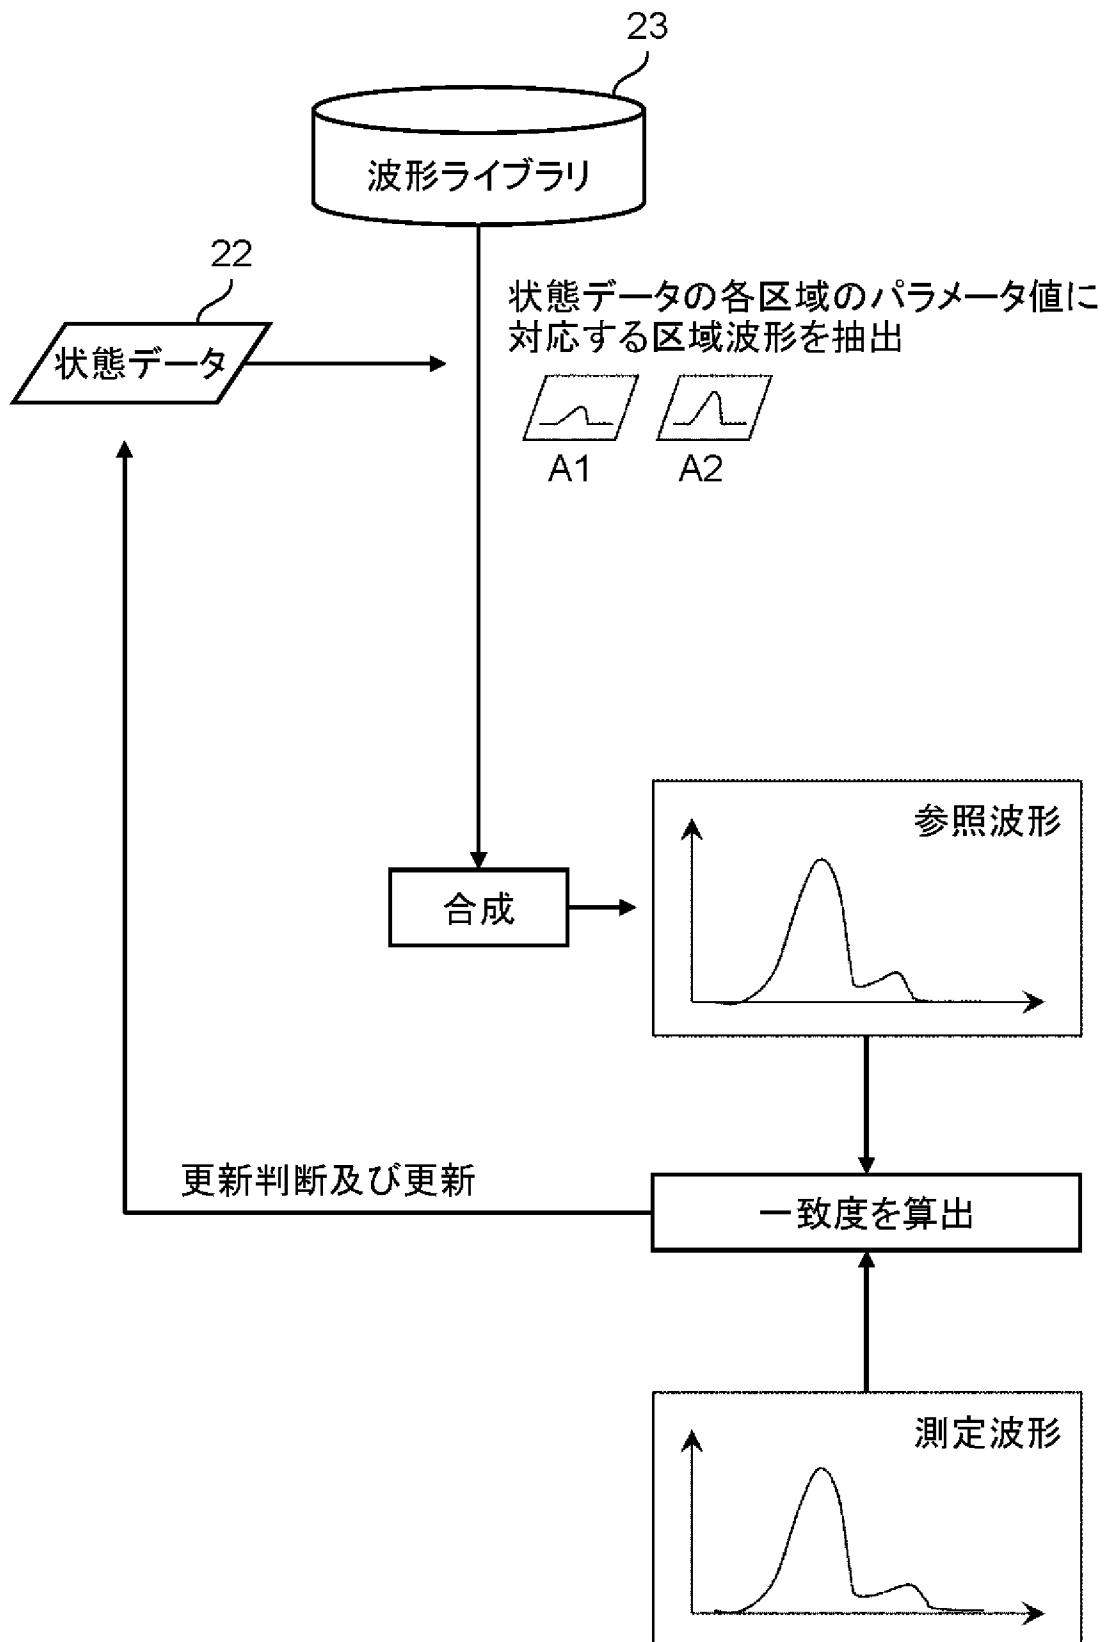 23
波形ライブラリ
22
状態データ
状態データの各区域のパラメータ値に
対応する区域波形を抽出
A1
A2
参照波形
合成
更新判断及び更新
一致度を算出
測定波形